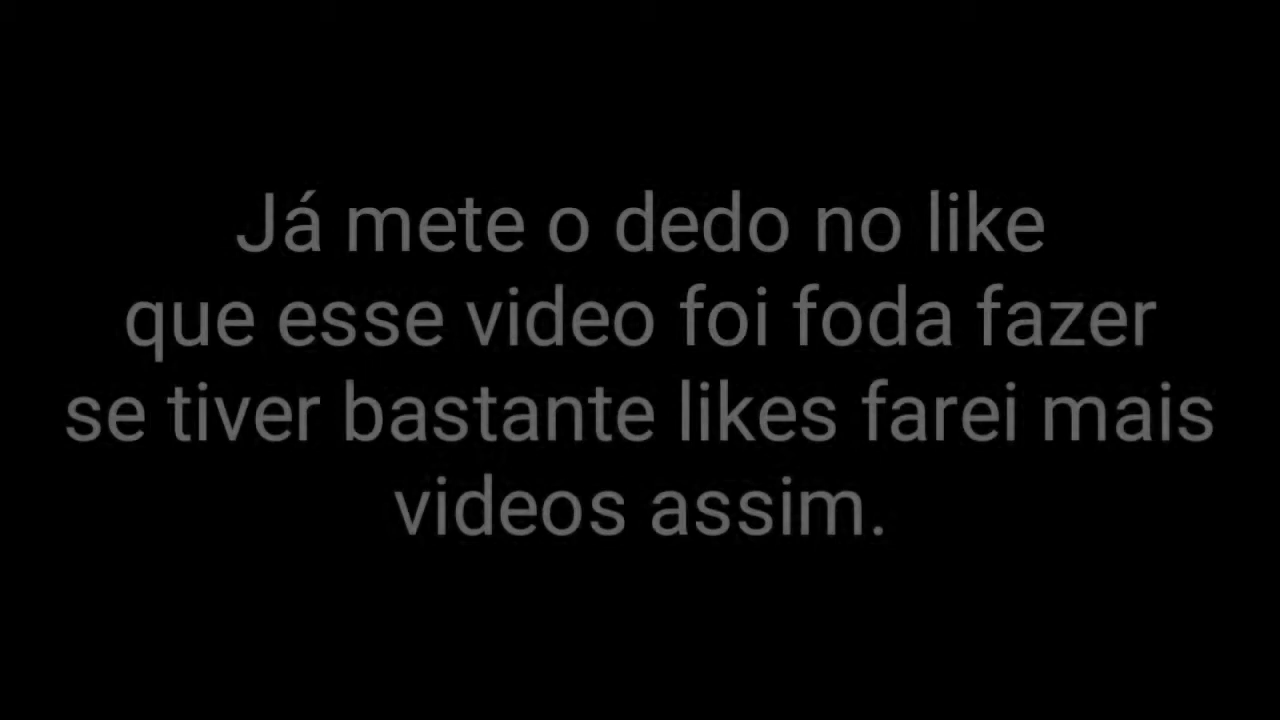 Já mete o dedo no like
que esse video foi foda fazer
se tiver bastante likes farei mais
videos assim.